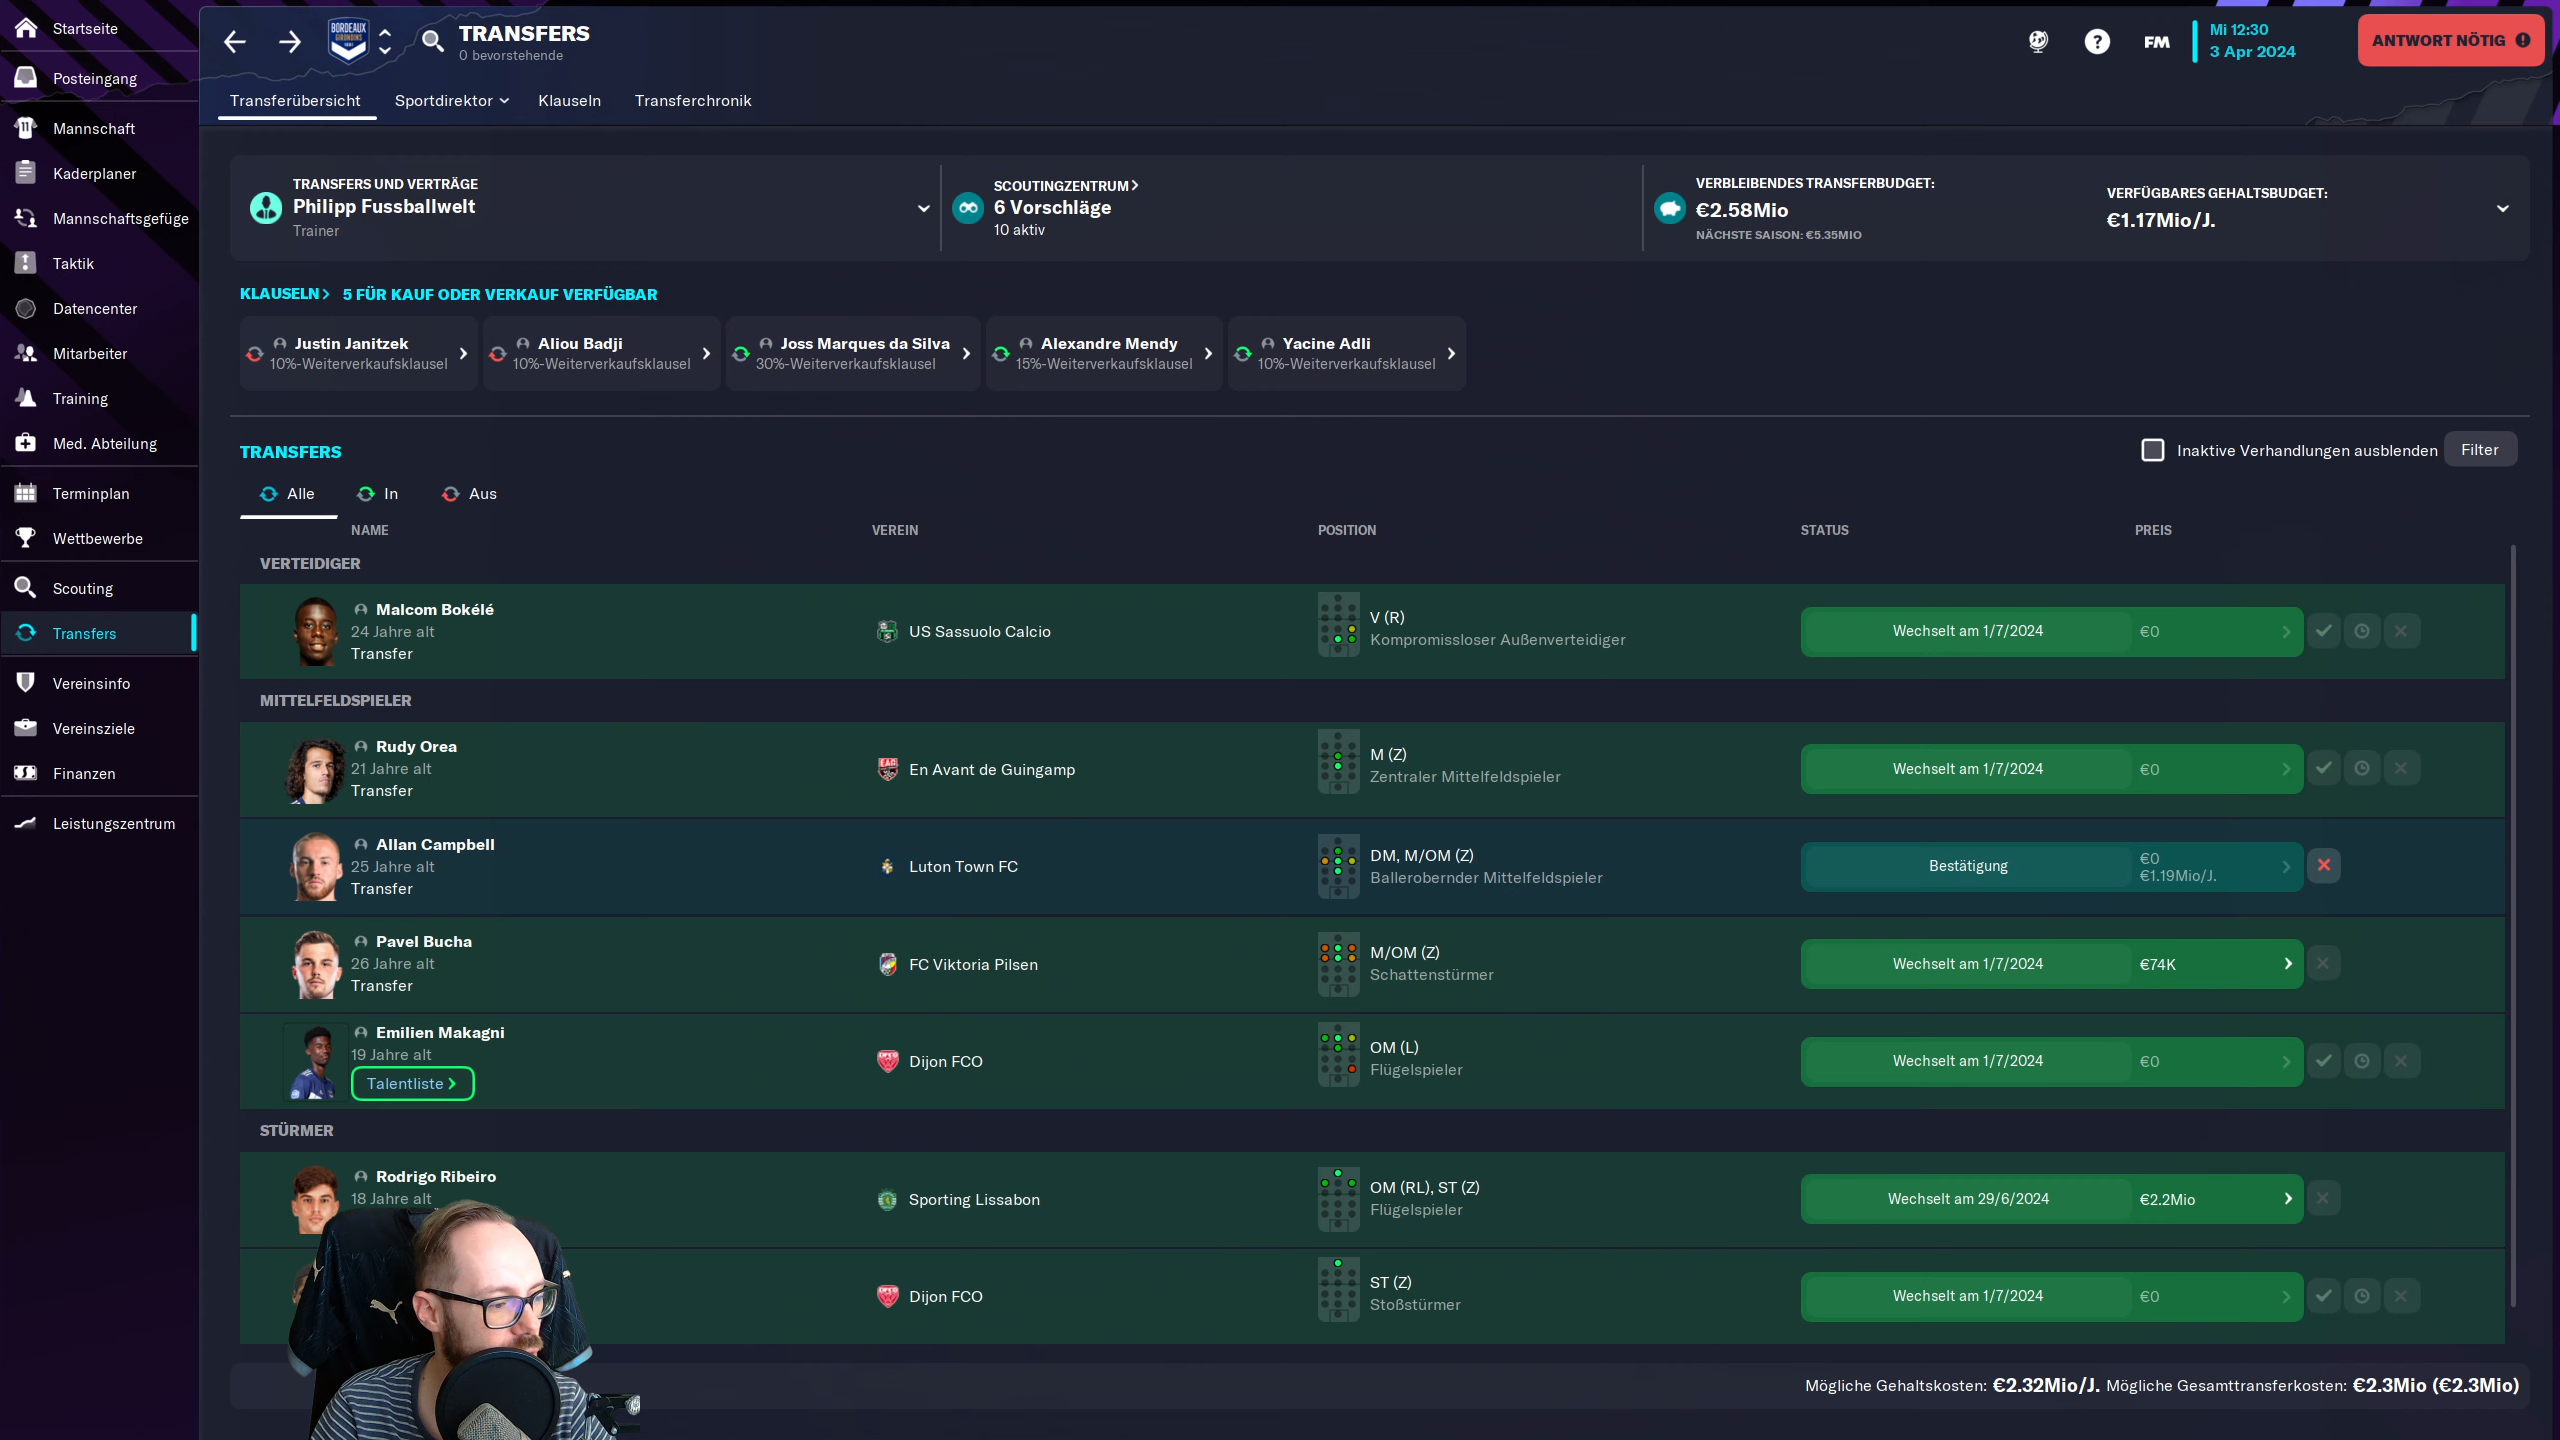 Startseite
Posteingang
Mannschaft
Kaderplaner
Mannschaftsgefüge
Taktik
Datencenter
Mitarbeiter
Training
Med. Abteilung
Terminplan
Wettbewerbe
Scouting
Transfers
Vereinsinfo
Vereinsziele
Finanzen
Leistungszentrum
BORDEAUX
GIRONDINS
TRANSFERS
0 bevorstehende
?
FM
Mi 12:30
3 Apr 2024
ANTWORT NÖTIG
Transferübersicht
Sportdirektor
Klauseln
Transferchronik
TRANSFERS UND VERTRÄGE
Philipp Fussballwelt
Trainer
SCOUTINGZENTRUM
6 Vorschläge
10 aktiv
VERBLEIBENDES TRANSFERBUDGET:
€2.58Mio
NÄCHSTE SAISON: €5.35MIO
VERFÜGBARES GEHALTSBUDGET:
€1.17Mio/J.
KLAUSELN 5 FÜR KAUF ODER VERKAUF VERFÜGBAR
Justin Janitzek
10%-Weiterverkaufsklausel
Aliou Badji
10%-Weiterverkaufsklausel
Joss Marques da Silva
30%-Weiterverkaufsklausel
Alexandre Mendy
15%-Weiterverkaufsklausel
Yacine Adli
10%-Weiterverkaufsklausel
TRANSFERS
Inaktive Verhandlungen ausblenden
Filter
Alle
In
Aus
NAME VEREIN POSITION STATUS PREIS
VERTEIDIGER
Malcom Bokélé
24 Jahre alt
Transfer
US Sassuolo Calcio
V (R)
Kompromissloser Außenverteidiger
Wechselt am 1/7/2024
€0
MITTELFELDSPIELER
Rudy Orea
21 Jahre alt
Transfer
En Avant de Guingamp
M (Z)
Zentraler Mittelfeldspieler
Wechselt am 1/7/2024
€0
Allan Campbell
25 Jahre alt
Transfer
Luton Town FC
DM, M/OM (Z)
Ballerobernder Mittelfeldspieler
Bestätigung
€0
€1.19Mio/J.
Pavel Bucha
26 Jahre alt
Transfer
FC Viktoria Pilsen
M/OM (Z)
Schattenstürmer
Wechselt am 1/7/2024
€74K
Emilien Makagni
19 Jahre alt
Talentliste
Dijon FCO
OM (L)
Flügelspieler
Wechselt am 1/7/2024
€0
STÜRMER
Rodrigo Ribeiro
18 Jahre alt
Sporting Lissabon
OM (RL), ST (Z)
Flügelspieler
Wechselt am 29/6/2024
€2.2Mio
Dijon FCO
ST (Z)
Stoßstürmer
Wechselt am 1/7/2024
€0
Mögliche Gehaltskosten: €2.32Mio/J. Mögliche Gesamttransferkosten: €2.3Mio (€2.3Mio)